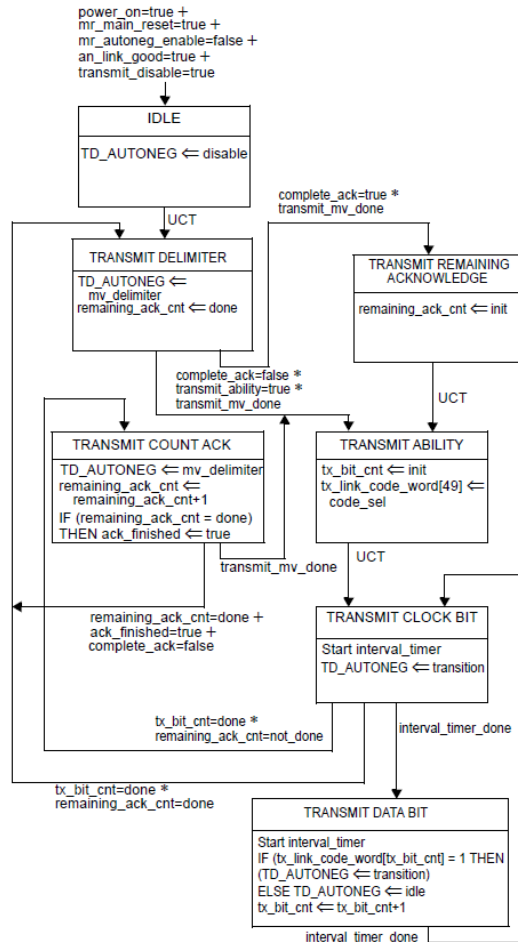 power_on=true +
mr_main_reset=true +
mr_autoneg_enable=false +
an_link_good=true +
transmit_disable=true
IDLE
TD_AUTONEG ⇐ disable
UCT
complete_ack=true *
transmit_mv_done
TRANSMIT DELIMITER
TD_AUTONEG ⇐
mv_delimiter
remaining_ack_cnt ⇐ done
TRANSMIT REMAINING
ACKNOWLEDGE
remaining_ack_cnt ⇐ init
complete_ack=false *
transmit_ability=true *
transmit_mv_done
UCT
TRANSMIT COUNT ACK
TD_AUTONEG ⇐ mv_delimiter
remaining_ack_cnt ⇐
remaining_ack_cnt+1
IF (remaining_ack_cnt = done)
THEN ack_finished ⇐ true
TRANSMIT ABILITY
tx_bit_cnt ⇐ init
tx_link_code_word[49] ⇐
code_sel
transmit_mv_done
UCT
remaining_ack_cnt=done +
ack_finished=true +
complete_ack=false
TRANSMIT CLOCK BIT
Start interval_timer
TD_AUTONEG ⇐ transition
tx_bit_cnt=done *
remaining_ack_cnt=not_done
interval_timer_done
tx_bit_cnt=done *
remaining_ack_cnt=done
TRANSMIT DATA BIT
Start interval_timer
IF (tx_link_code_word[tx_bit_cnt] = 1 THEN
(TD_AUTONEG ⇐ transition)
ELSE TD_AUTONEG ⇐ idle
tx_bit_cnt ⇐ tx_bit_cnt+1
interval_timer_done